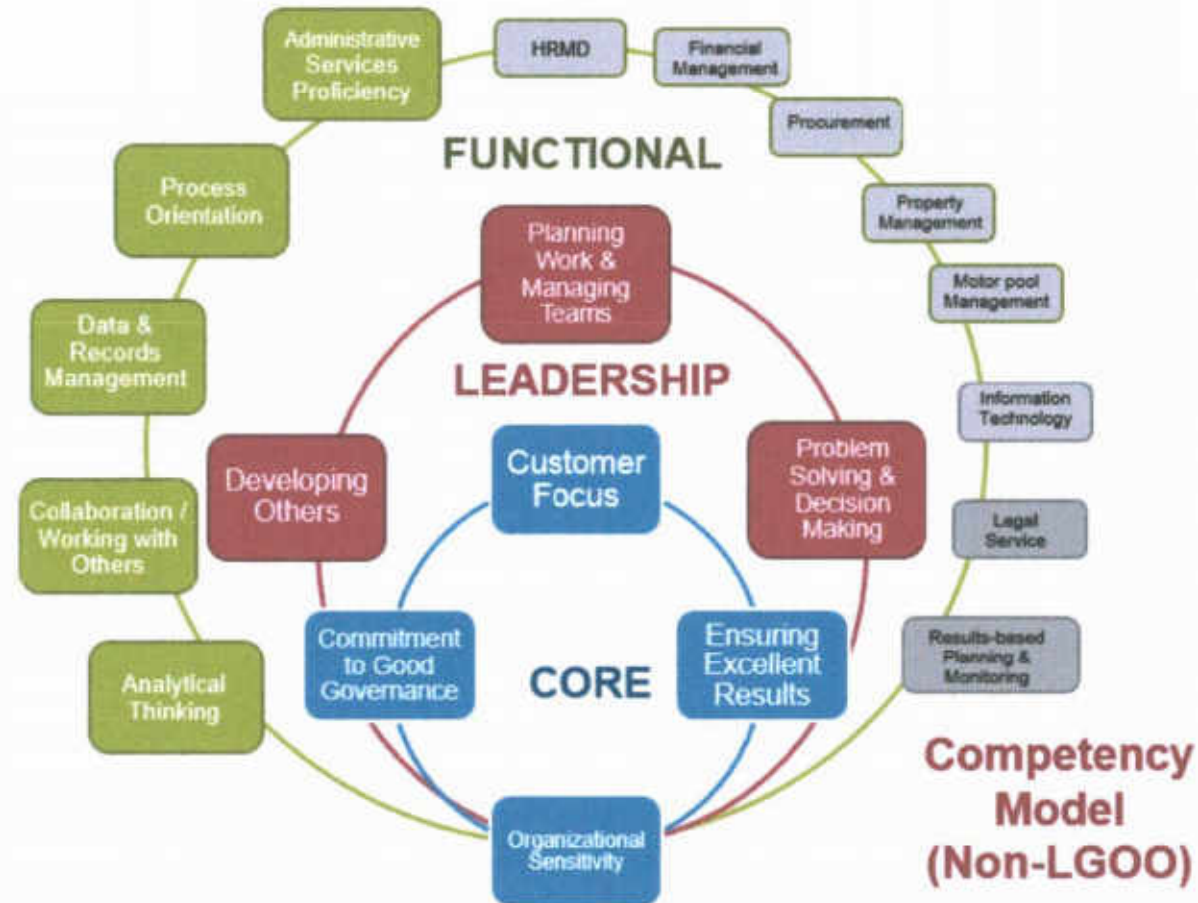 Administrative
Services
Proficiency
HRMD
Financial
Management
Procurement
FUNCTIONAL
Process
Orientation
Property
Management
Planning
Work &
Managing
Teams
Motor pool
Management
Data &
Records
Management
LEADERSHIP
Information
Technology
Developing
Others
Customer
Focus
Problem
Solving &
Decision
Making
Collaboration /
Working with
Others
Legal
Service
Commitment
to Good
Governance
CORE
Ensuring
Excellent
Results
Results-based
Planning &
Monitoring
Analytical
Thinking
Organizational
Sensitivity
Competency
Model
(Non-LGOO)